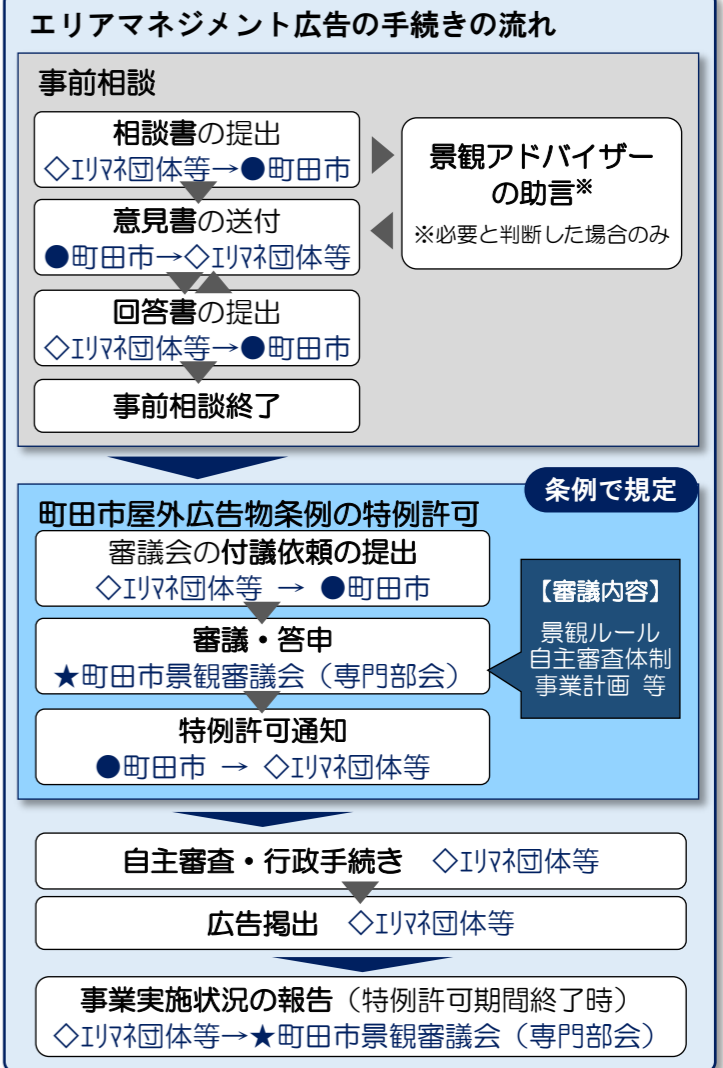 エリアマネジメント広告の手続きの流れ
事前相談
相談書の提出
◇ｴﾘﾏﾈ団体等→●町田市
景観アドバイザー
の助言※
※必要と判断した場合のみ
意見書の送付
●町田市→◇ｴﾘﾏﾈ団体等
回答書の提出
◇ｴﾘﾏﾈ団体等→●町田市
事前相談終了
条例で規定
町田市屋外広告物条例の特例許可
審議会の付議依頼の提出
◇ｴﾘﾏﾈ団体等 → ●町田市
審議・答申
★町田市景観審議会（専門部会）
【審議内容】
景観ルール
自主審査体制
事業計画 等
特例許可通知
●町田市 → ◇ｴﾘﾏﾈ団体等
自主審査・行政手続き ◇ｴﾘﾏﾈ団体等
広告掲出 ◇ｴﾘﾏﾈ団体等
事業実施状況の報告（特例許可期間終了時）
◇ｴﾘﾏﾈ団体等→★町田市景観審議会（専門部会）